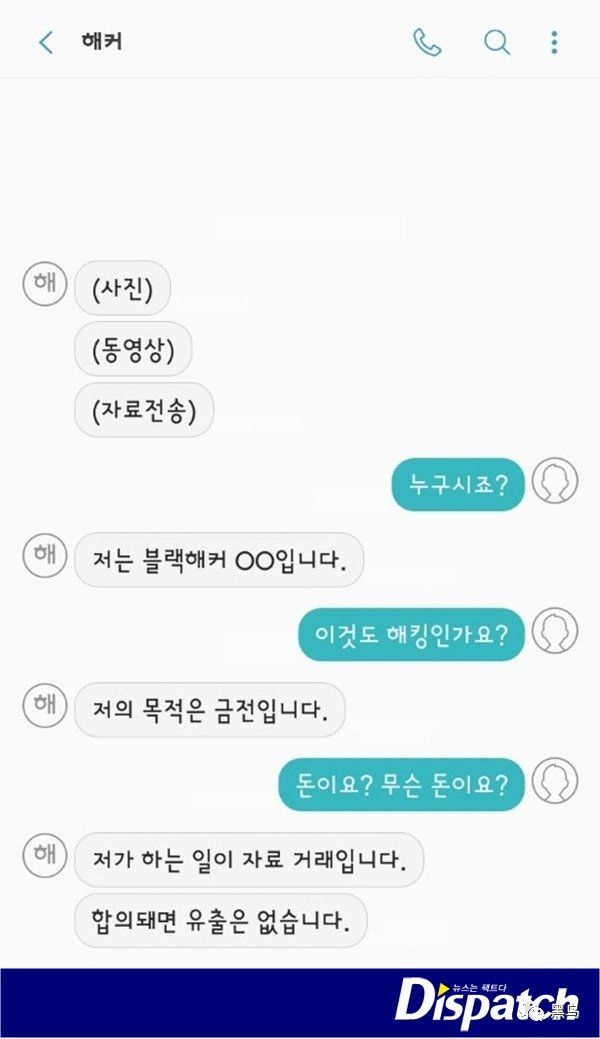 해커
해
(사진)
(동영상)
(자료전송)
누구시죠?
해
저는 블랙해커 OO입니다.
이것도 해킹인가요?
해
저의 목적은 금전입니다.
돈이요? 무슨 돈이요?
해
저가 하는 일이 자료 거래입니다.
합의돼면 유출은 없습니다.
뉴스는 팩트다
Dispatch
黑鸟